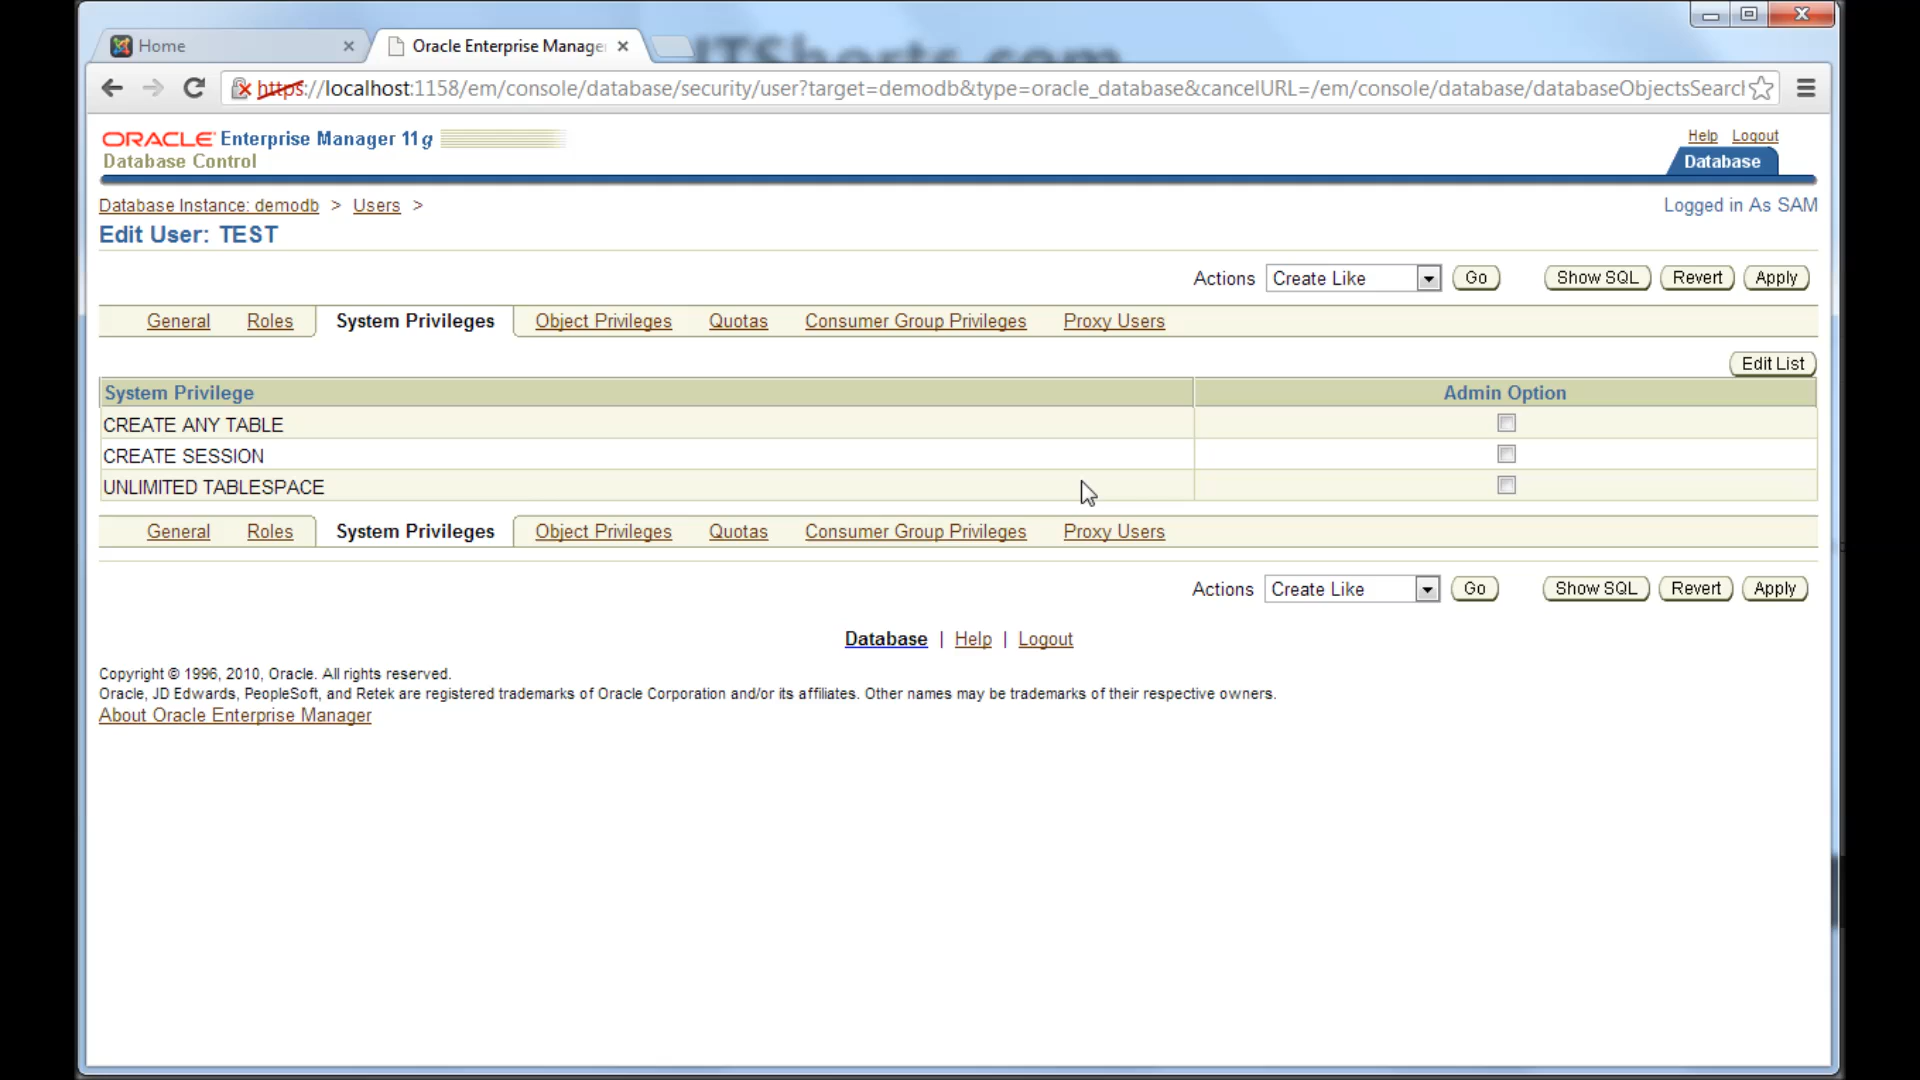 ITShorts.com
Home
Oracle Enterprise Manage
https://localhost:1158/em/console/database/security/user?target=demodb&type=oracle_database&cancelURL=/em/console/database/databaseObjectsSearch
ORACLE Enterprise Manager 11g
Database Control
Help Logout
Database
Database Instance: demodb > Users >
Logged in As SAM
Edit User: TEST
Actions Create Like Go Show SQL Revert Apply
General Roles System Privileges Object Privileges Quotas Consumer Group Privileges Proxy Users
Edit List
System Privilege Admin Option
CREATE ANY TABLE
CREATE SESSION
UNLIMITED TABLESPACE
General Roles System Privileges Object Privileges Quotas Consumer Group Privileges Proxy Users
Actions Create Like Go Show SQL Revert Apply
Database | Help | Logout
Copyright © 1996, 2010, Oracle. All rights reserved.
Oracle, JD Edwards, PeopleSoft, and Retek are registered trademarks of Oracle Corporation and/or its affiliates. Other names may be trademarks of their respective owners.
About Oracle Enterprise Manager